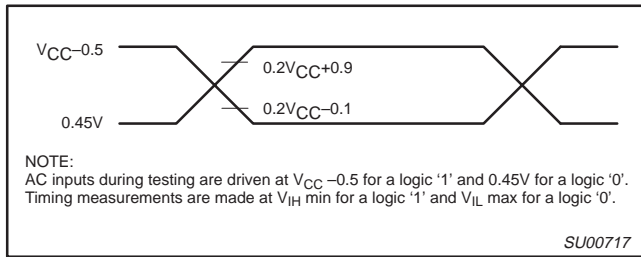 VCC–0.5
0.2VCC+0.9
0.2VCC–0.1
0.45V
NOTE:
AC inputs during testing are driven at VCC –0.5 for a logic ‘1’ and 0.45V for a logic ‘0’.
Timing measurements are made at VIH min for a logic ‘1’ and VIL max for a logic ‘0’.
SU00717